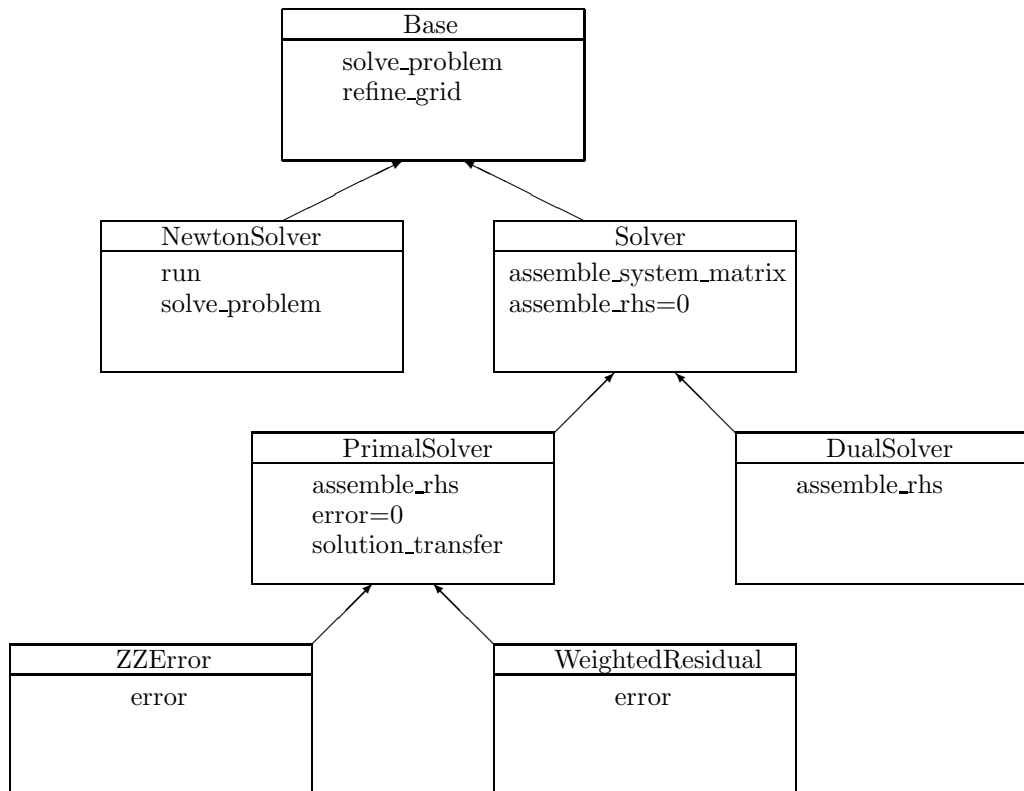 Base
solve_problem
refine_grid
NewtonSolver
run
solve_problem
Solver
assemble_system_matrix
assemble_rhs=0
PrimalSolver
assemble_rhs
error=0
solution_transfer
DualSolver
assemble_rhs
ZZError
error
WeightedResidual
error